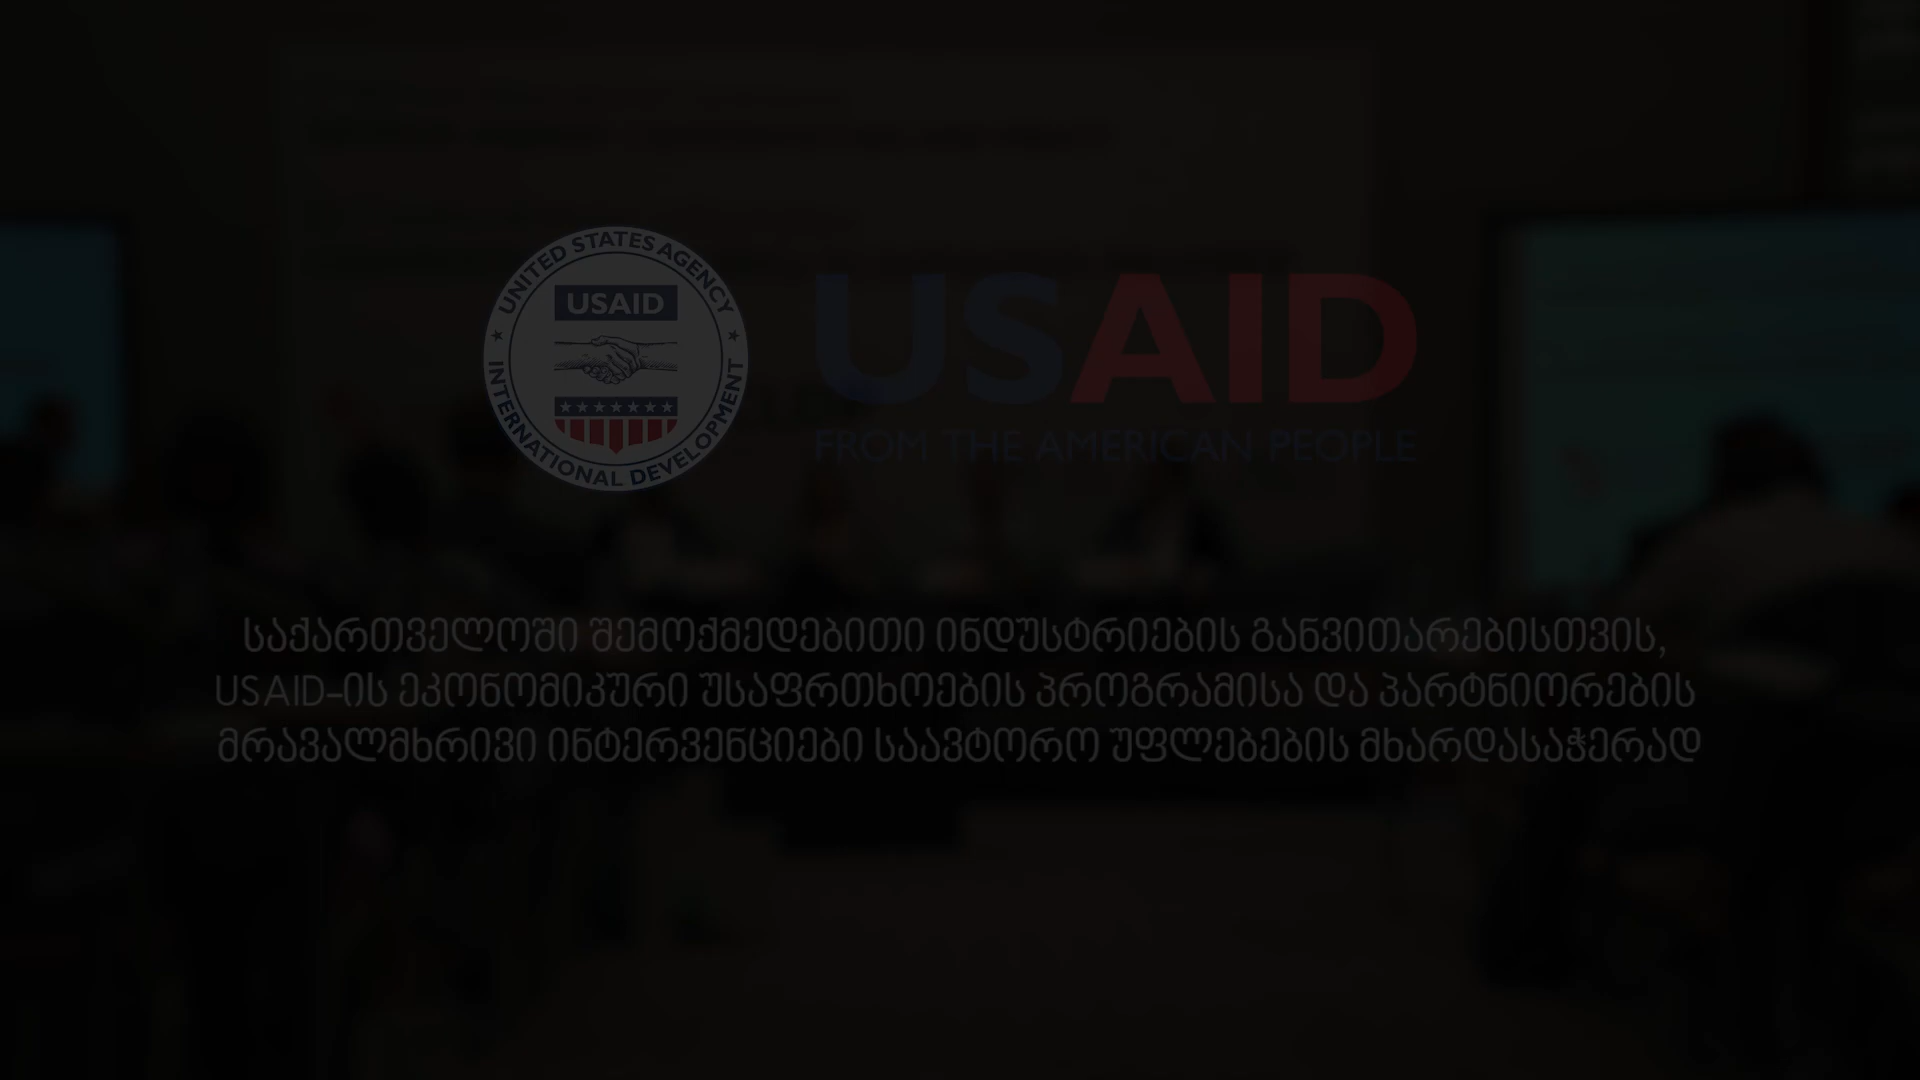 UNITED STATES AGENCY
USAID
INTERNATIONAL DEVELOPMENT
USAID
FROM THE AMERICAN PEOPLE
საქართველოში შემოქმედებითი ინდუსტრიების განვითარებისთვის,
USAID-ის ეკონომიკური უსაფრთხოების პროგრამისა და პარტნიორების
მრავალმხრივი ინტერვენციები საავტორო უფლებების მხარდასაჭერად